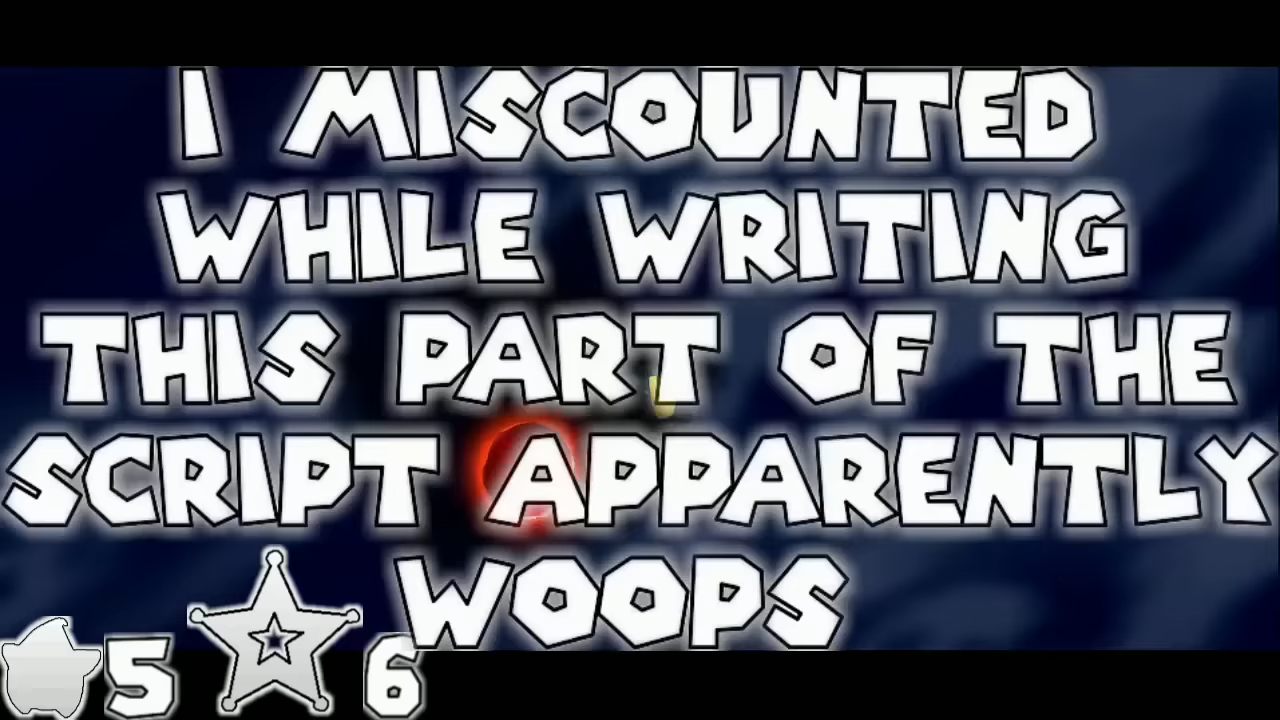 I MISCOUNTED
WHILE WRITING
THIS PART OF THE
SCRIPT APPARENTLY
WOOPS
5 6